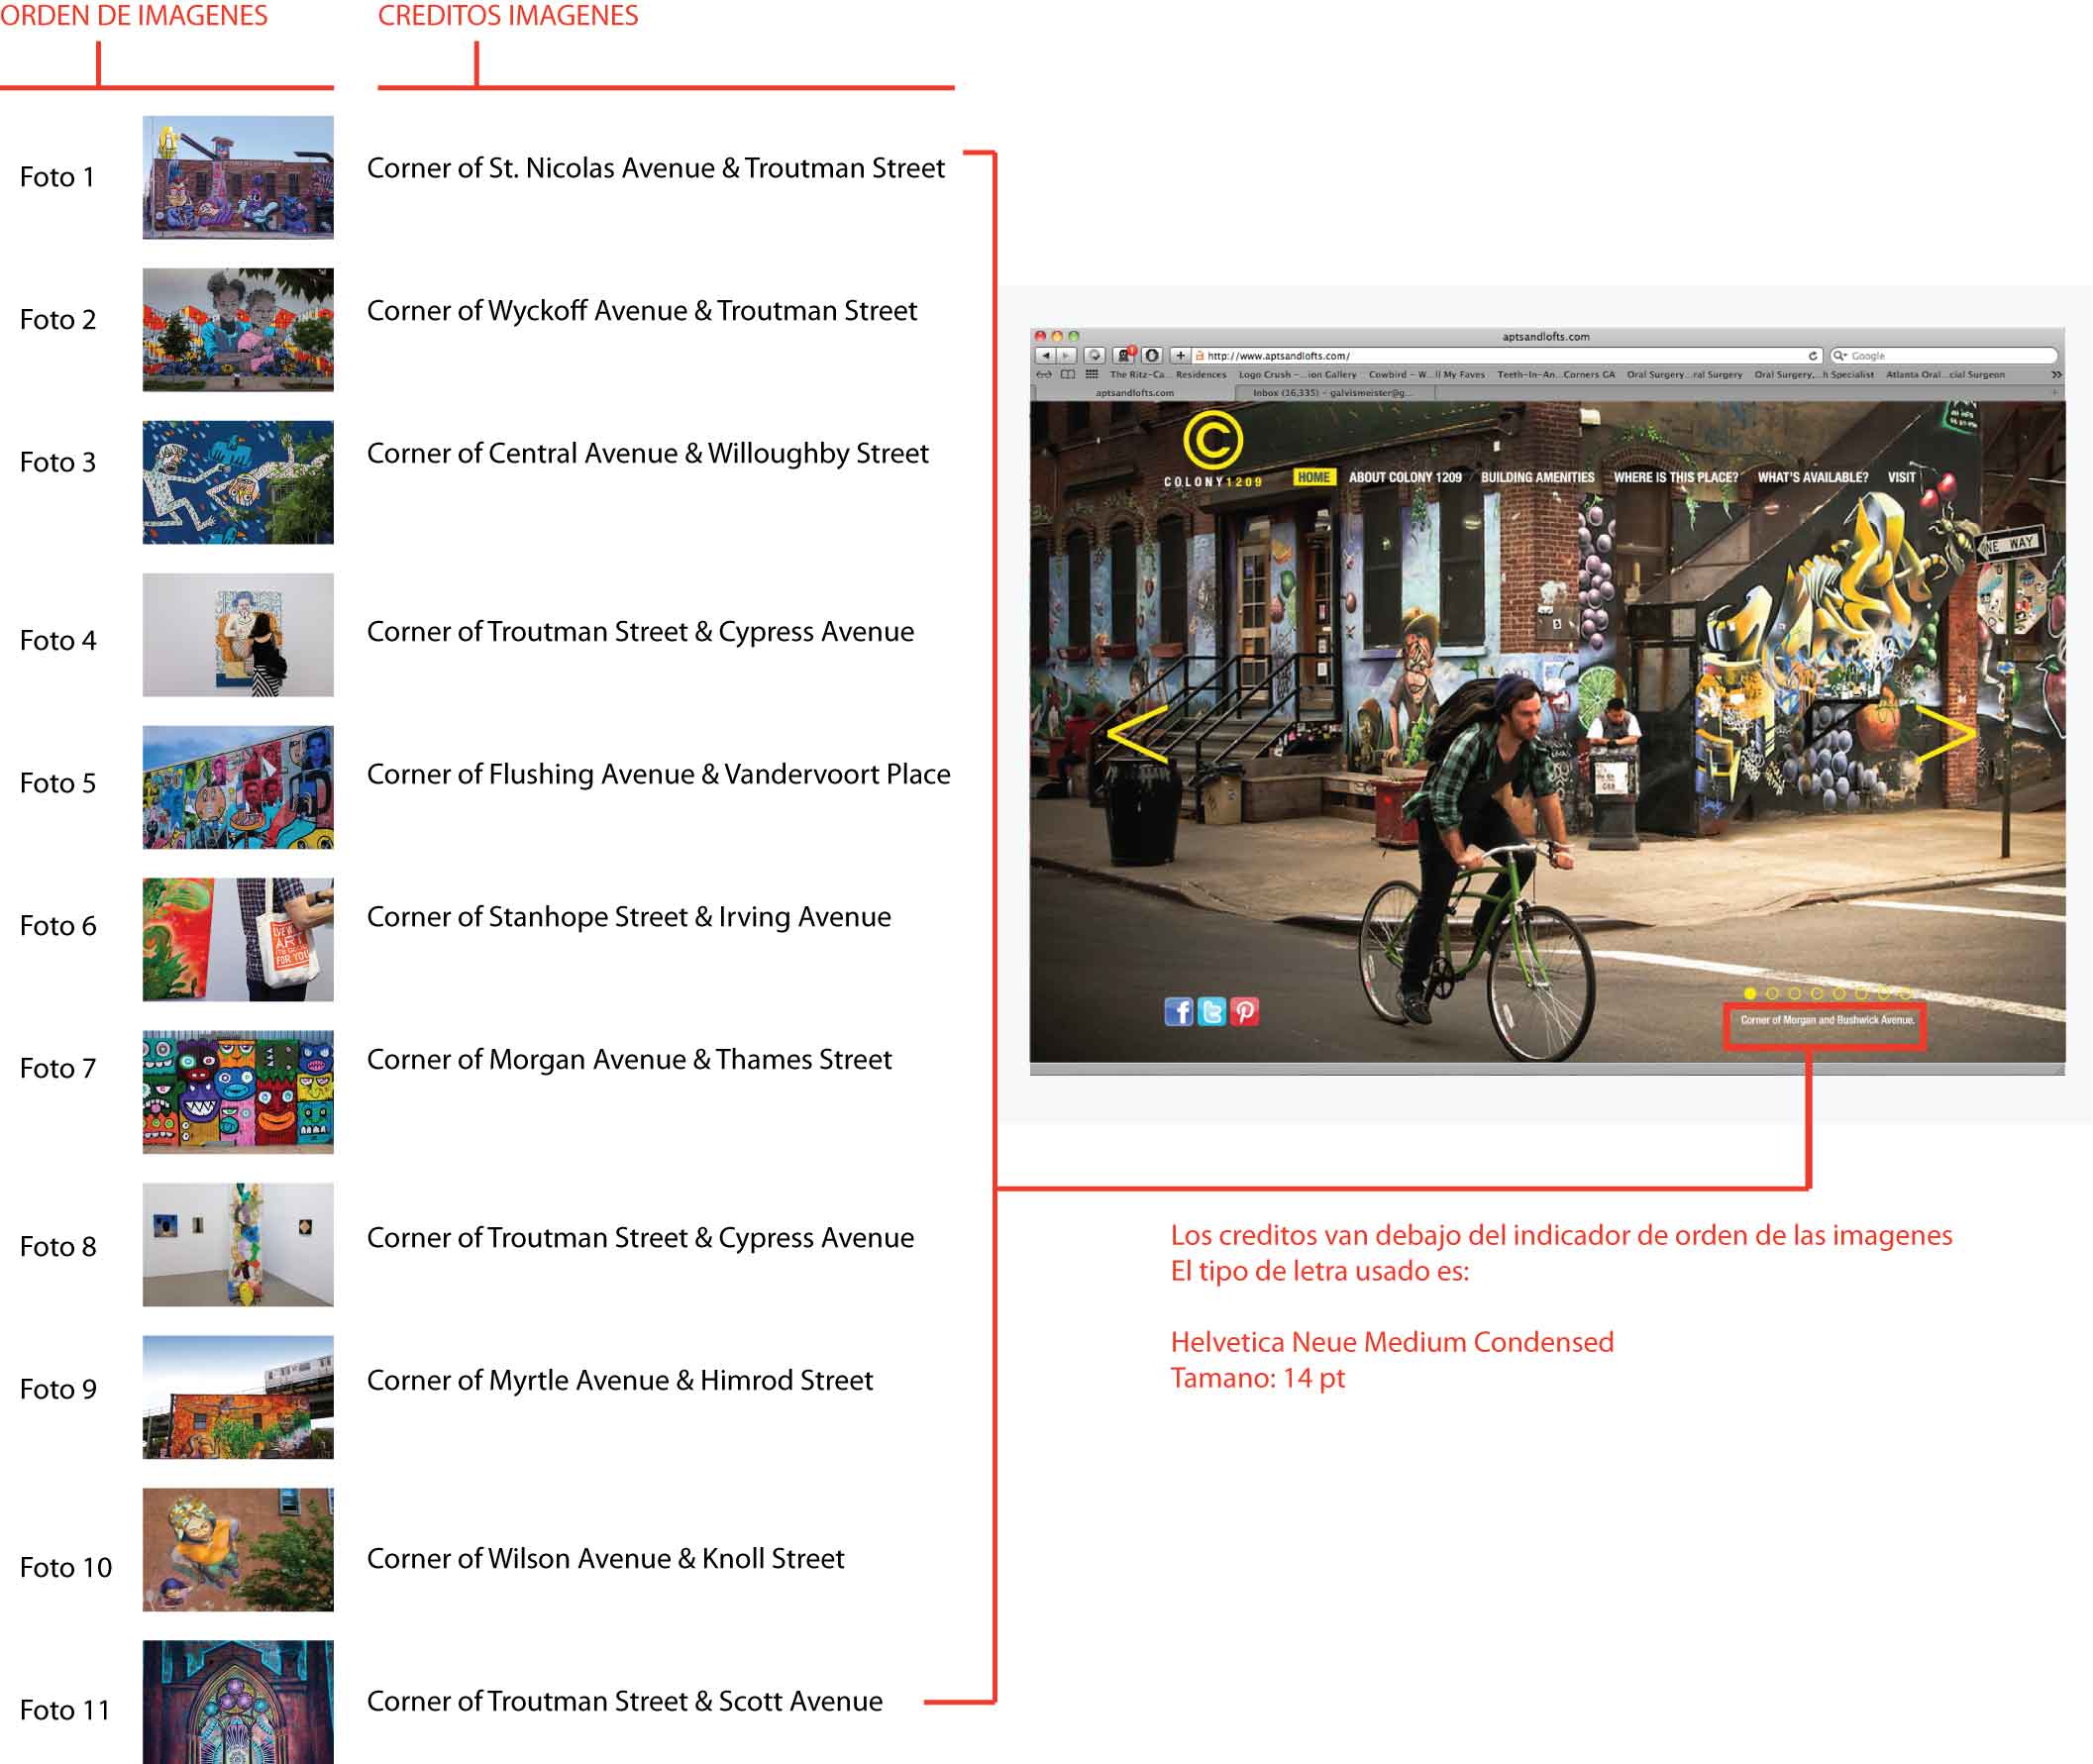 ORDEN DE IMAGENES
CREDITOS IMAGENES
Foto 1
Corner of St. Nicolas Avenue & Troutman Street
Foto 2
Corner of Wyckoff Avenue & Troutman Street
Foto 3
Corner of Central Avenue & Willoughby Street
Foto 4
Corner of Troutman Street & Cypress Avenue
Foto 5
Corner of Flushing Avenue & Vandervoort Place
Foto 6
ART
FOR YOU
Corner of Stanhope Street & Irving Avenue
Foto 7
Corner of Morgan Avenue & Thames Street
Foto 8
Corner of Troutman Street & Cypress Avenue
Foto 9
Corner of Myrtle Avenue & Himrod Street
Foto 10
Corner of Wilson Avenue & Knoll Street
Foto 11
Corner of Troutman Street & Scott Avenue
aptsandlofts.com
http://www.aptsandlofts.com/
Google
The Ritz-Ca... Residences Logo Crush -...ion Gallery Cowbird - W...ll My Faves Teeth-In-An...Corners GA Oral Surgery...ral Surgery Oral Surgery,...h Specialist Atlanta Oral...cial Surgeon
aptsandlofts.com
Inbox (16,335) - galvismeister@g...
C
COLONY1209
HOME ABOUT COLONY 1209 BUILDING AMENITIES WHERE IS THIS PLACE? WHAT'S AVAILABLE? VISIT
ONE WAY
Corner of Morgan and Bushwick Avenue.
Los creditos van debajo del indicador de orden de las imagenes
El tipo de letra usado es:
Helvetica Neue Medium Condensed
Tamano: 14 pt